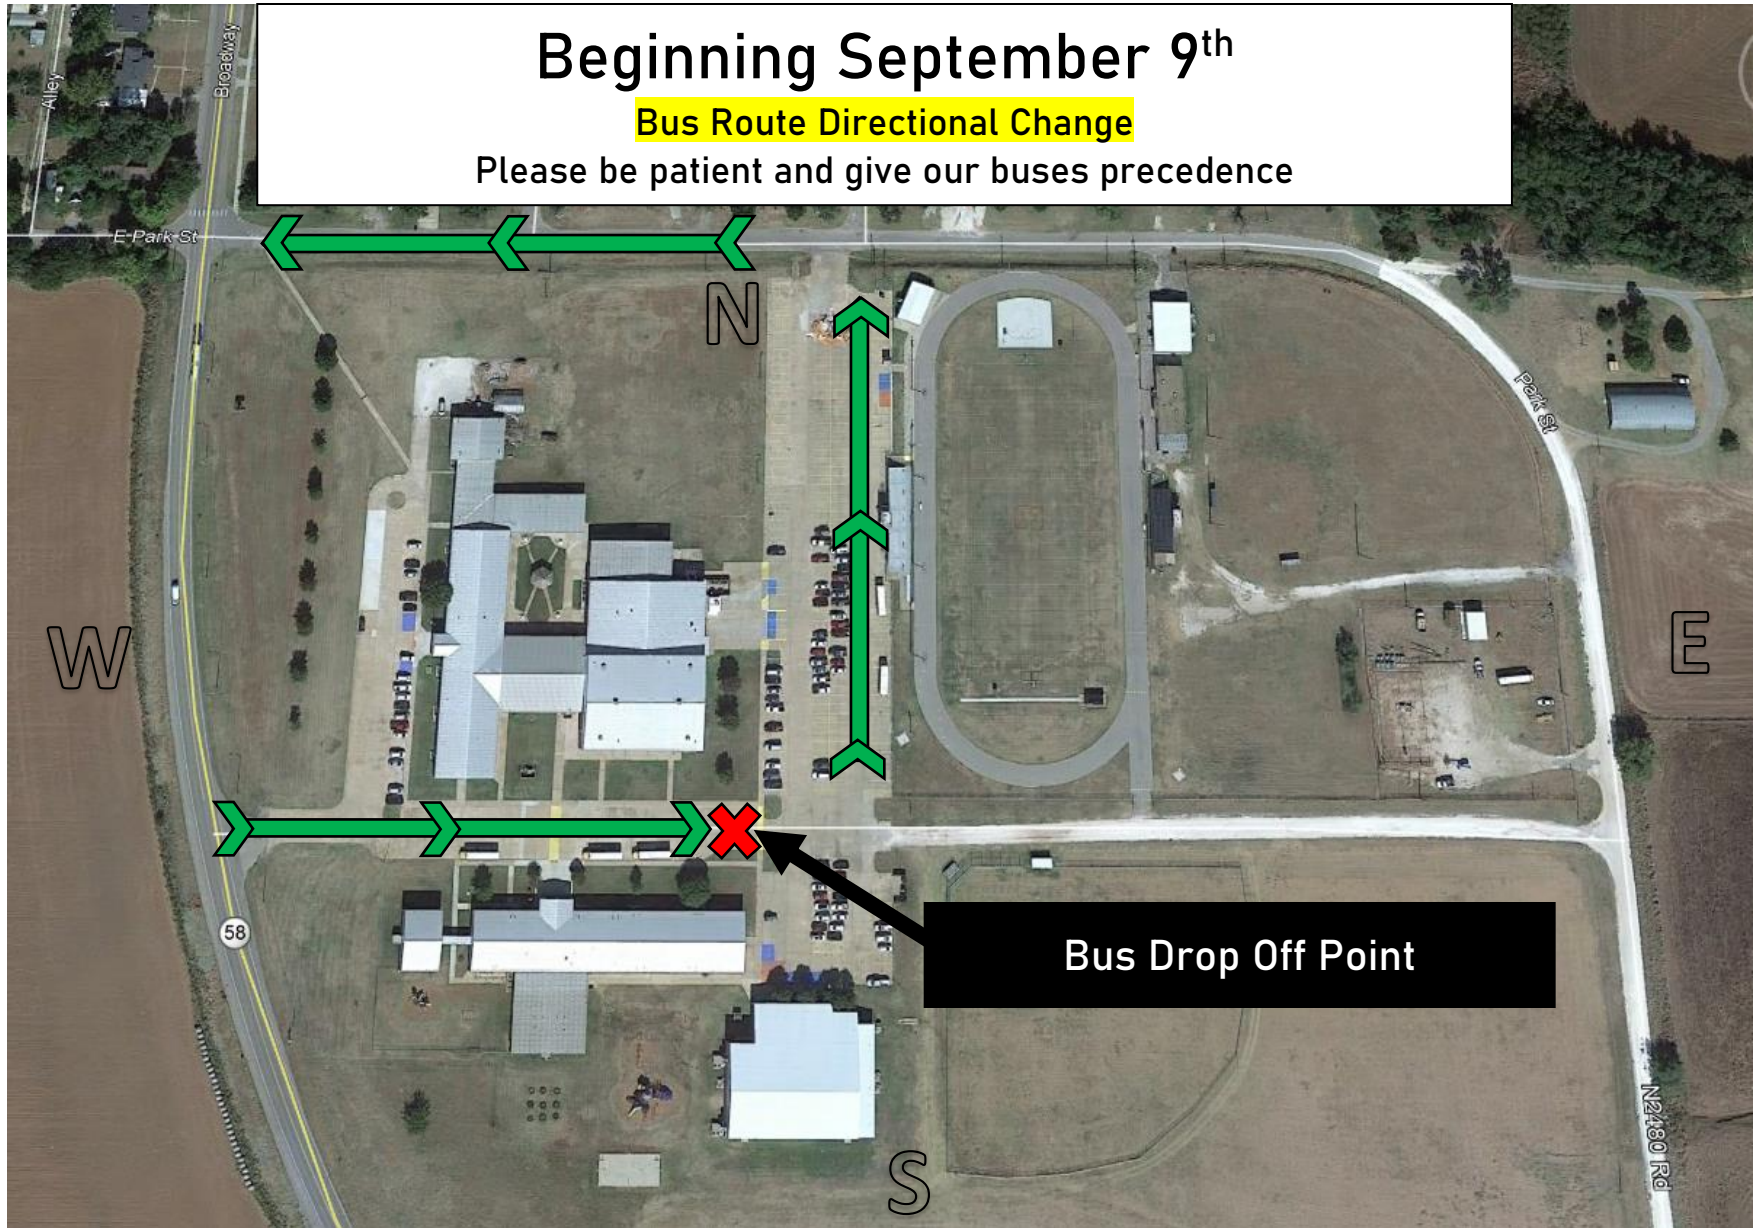 Beginning September 9th
Bus Route Directional Change
Please be patient and give our buses precedence
Alley
Broadway
E Park St
N
Park St
W
E
58
Bus Drop Off Point
N2480 Rd
S